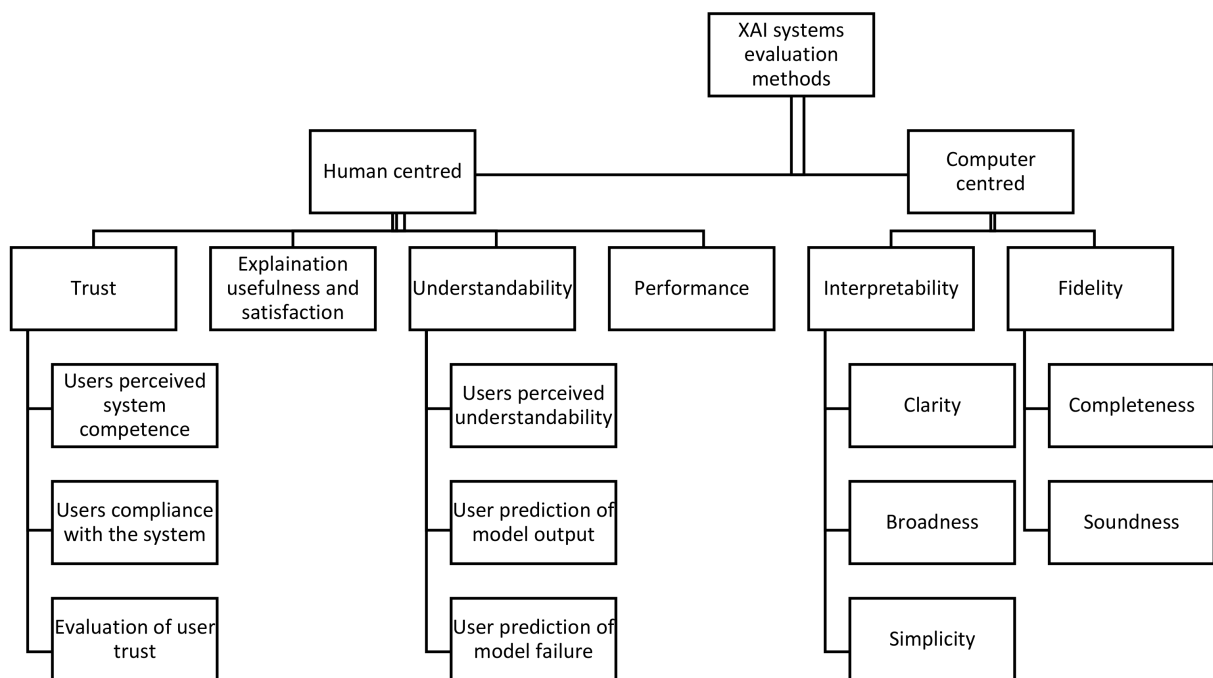 XAI systems
evaluation
methods
Human centred
Computer
centred
Trust
Explaination
usefulness and
satisfaction
Understandability
Performance
Interpretability
Fidelity
Users perceived
system
competence
Users perceived
understandability
Clarity
Completeness
Users compliance
with the system
User prediction of
model output
Broadness
Soundness
Evaluation of user
trust
User prediction of
model failure
Simplicity